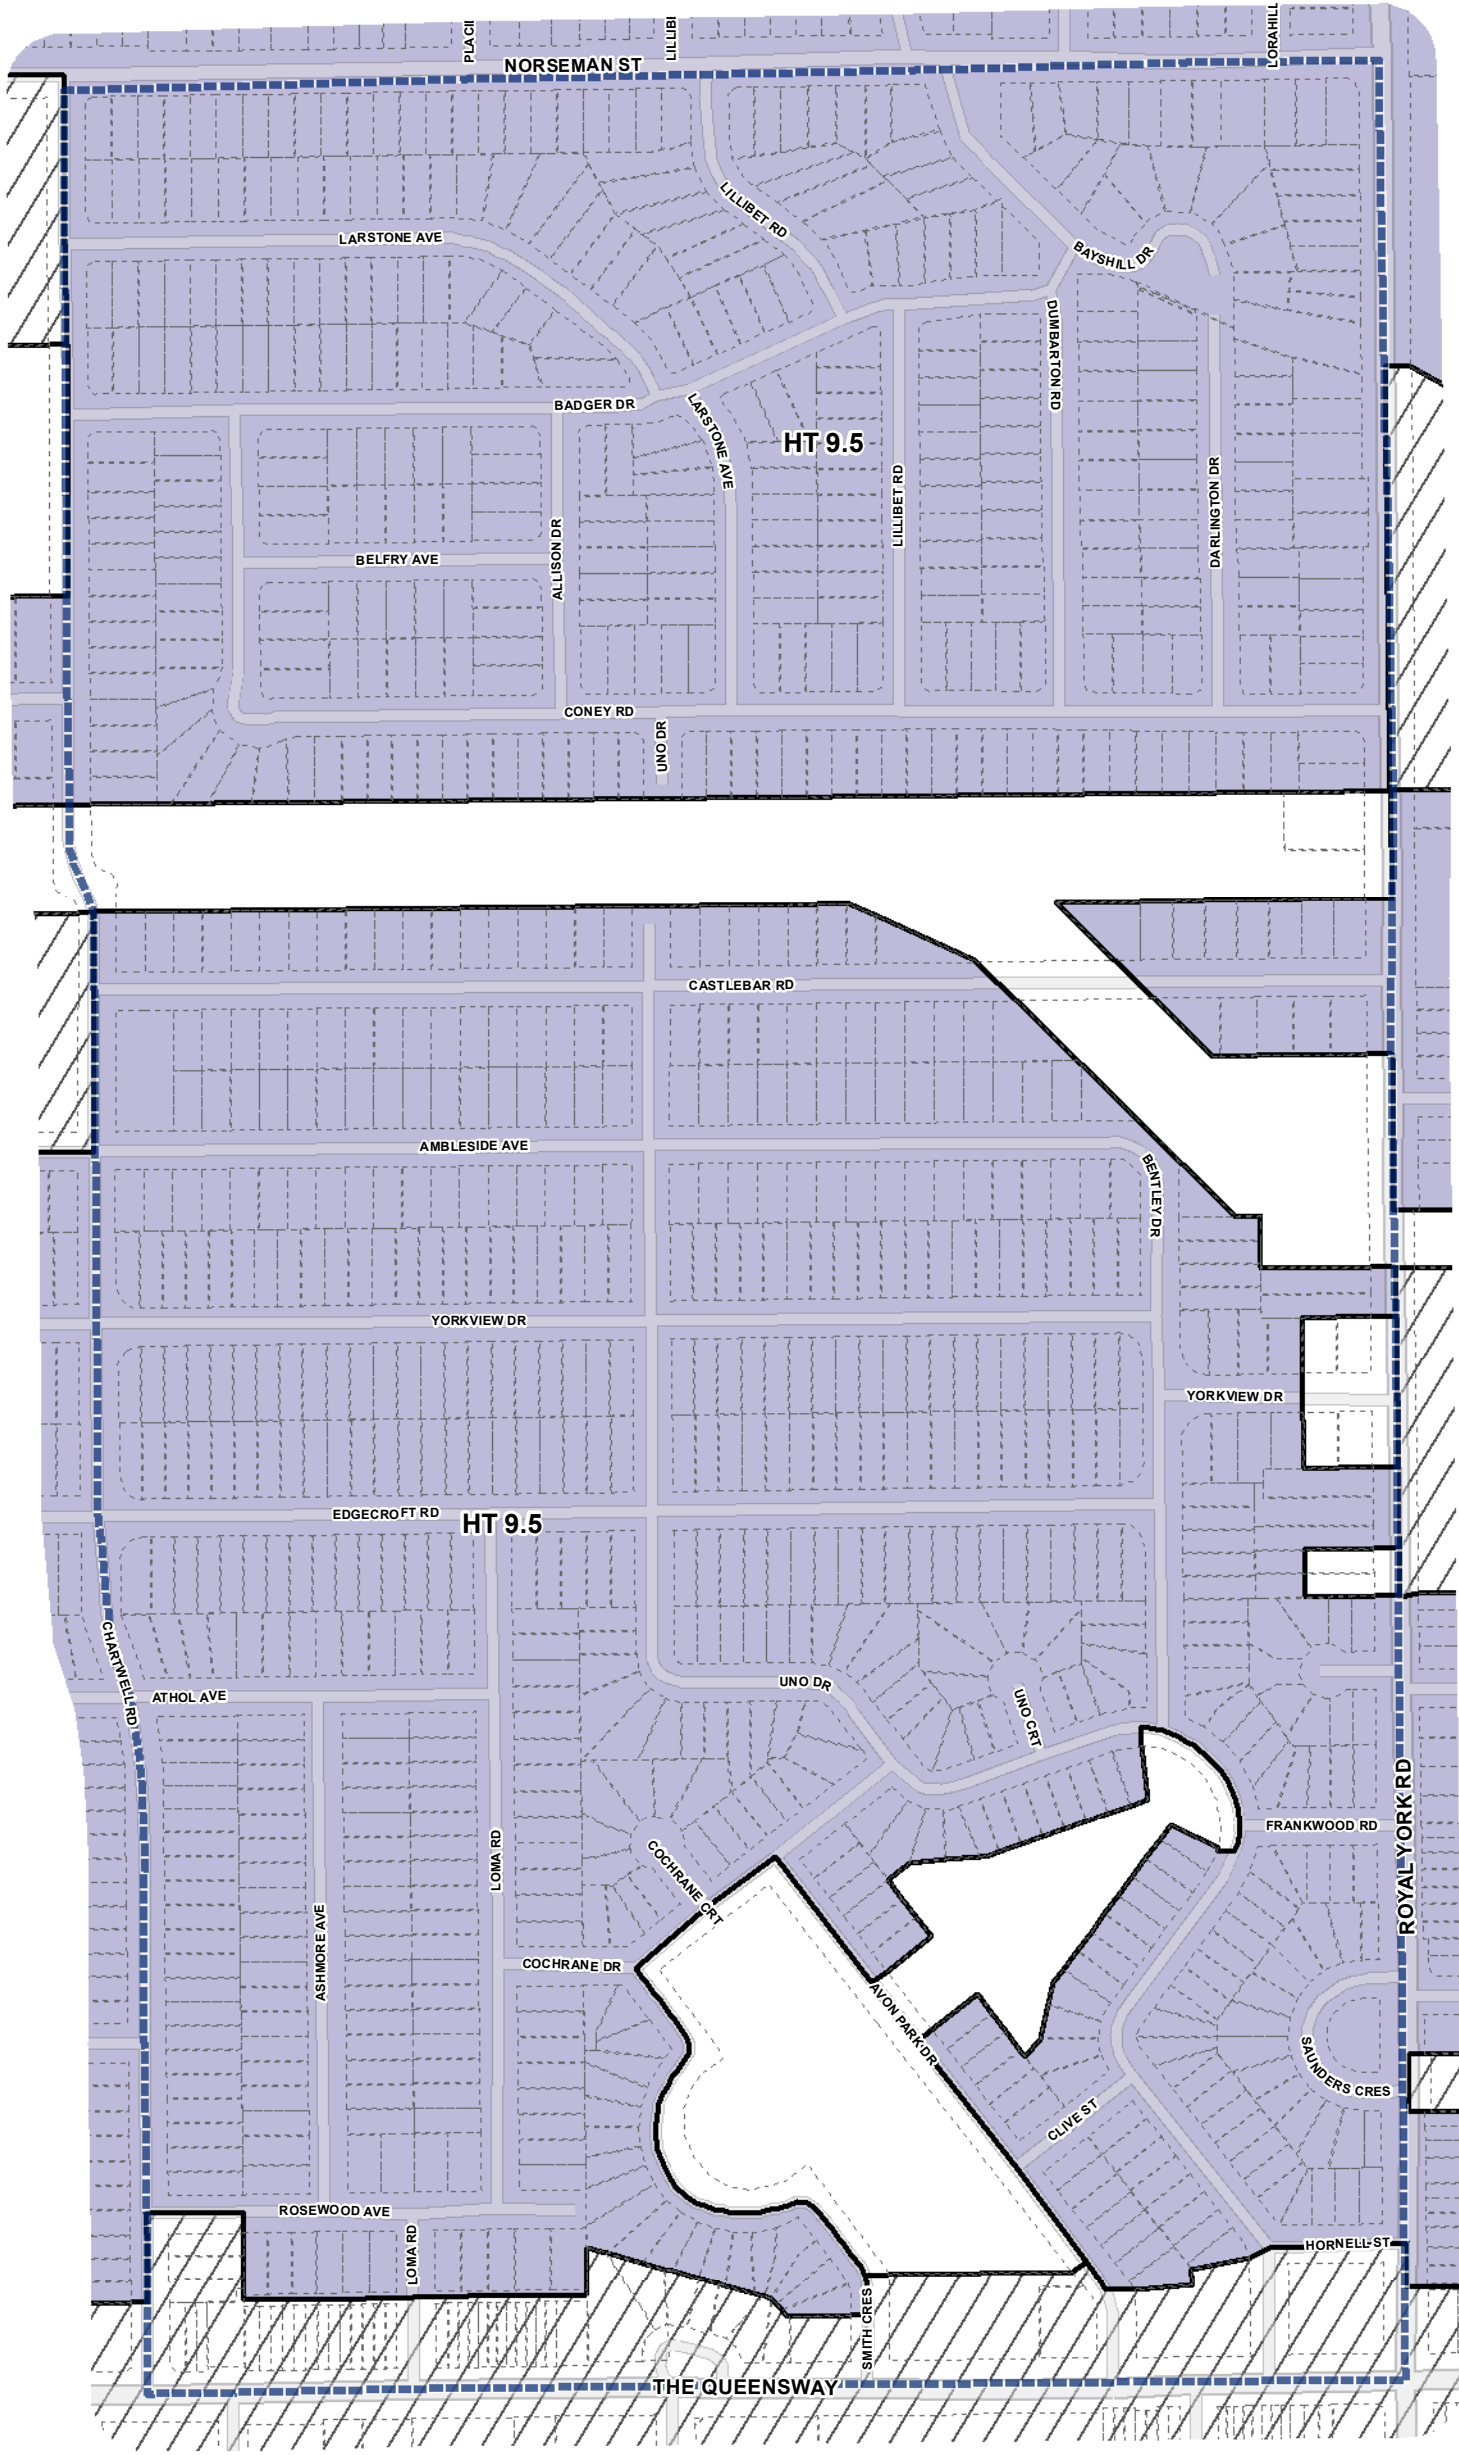 PLACI
LILLIB
LORAHILL
NORSEMAN ST
LILLIBET RD
LARSTONE AVE
BAYSHILL DR
DUMBARTON RD
BADGER DR
LARSTONE AVE
HT 9.5
LILLIBET RD
DARLINGTON DR
ALLISON DR
BELFRY AVE
CONEY RD
UNO DR
CASTLEBAR RD
AMBLESIDE AVE
BENTLEY DR
YORKVIEW DR
YORKVIEW DR
EDGECROFT RD
HT 9.5
CHARTWELL RD
UNO DR
ATHOL AVE
UNO CRT
ROYAL YORK RD
FRANKWOOD RD
LOMA RD
COCHRANE CRT
ASHMORE AVE
COCHRANE DR
AVON PARK DR
SAUNDERS CRES
CLIVE ST
ROSEWOOD AVE
LOMA RD
HORNELL ST
SMITH CRES
THE QUEENSWAY